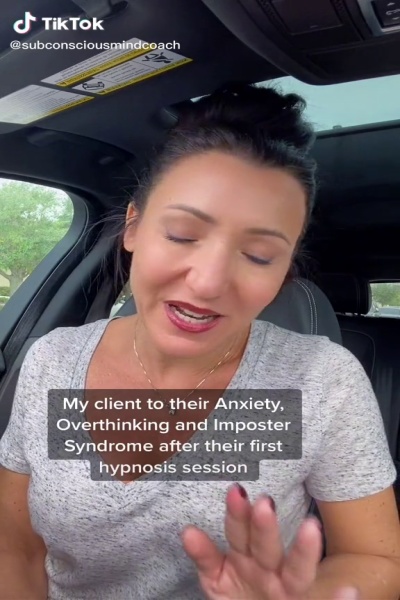 TikTok
@subconsciousmindcoach
My client to their Anxiety,
Overthinking and Imposter
Syndrome after their first
hypnosis session